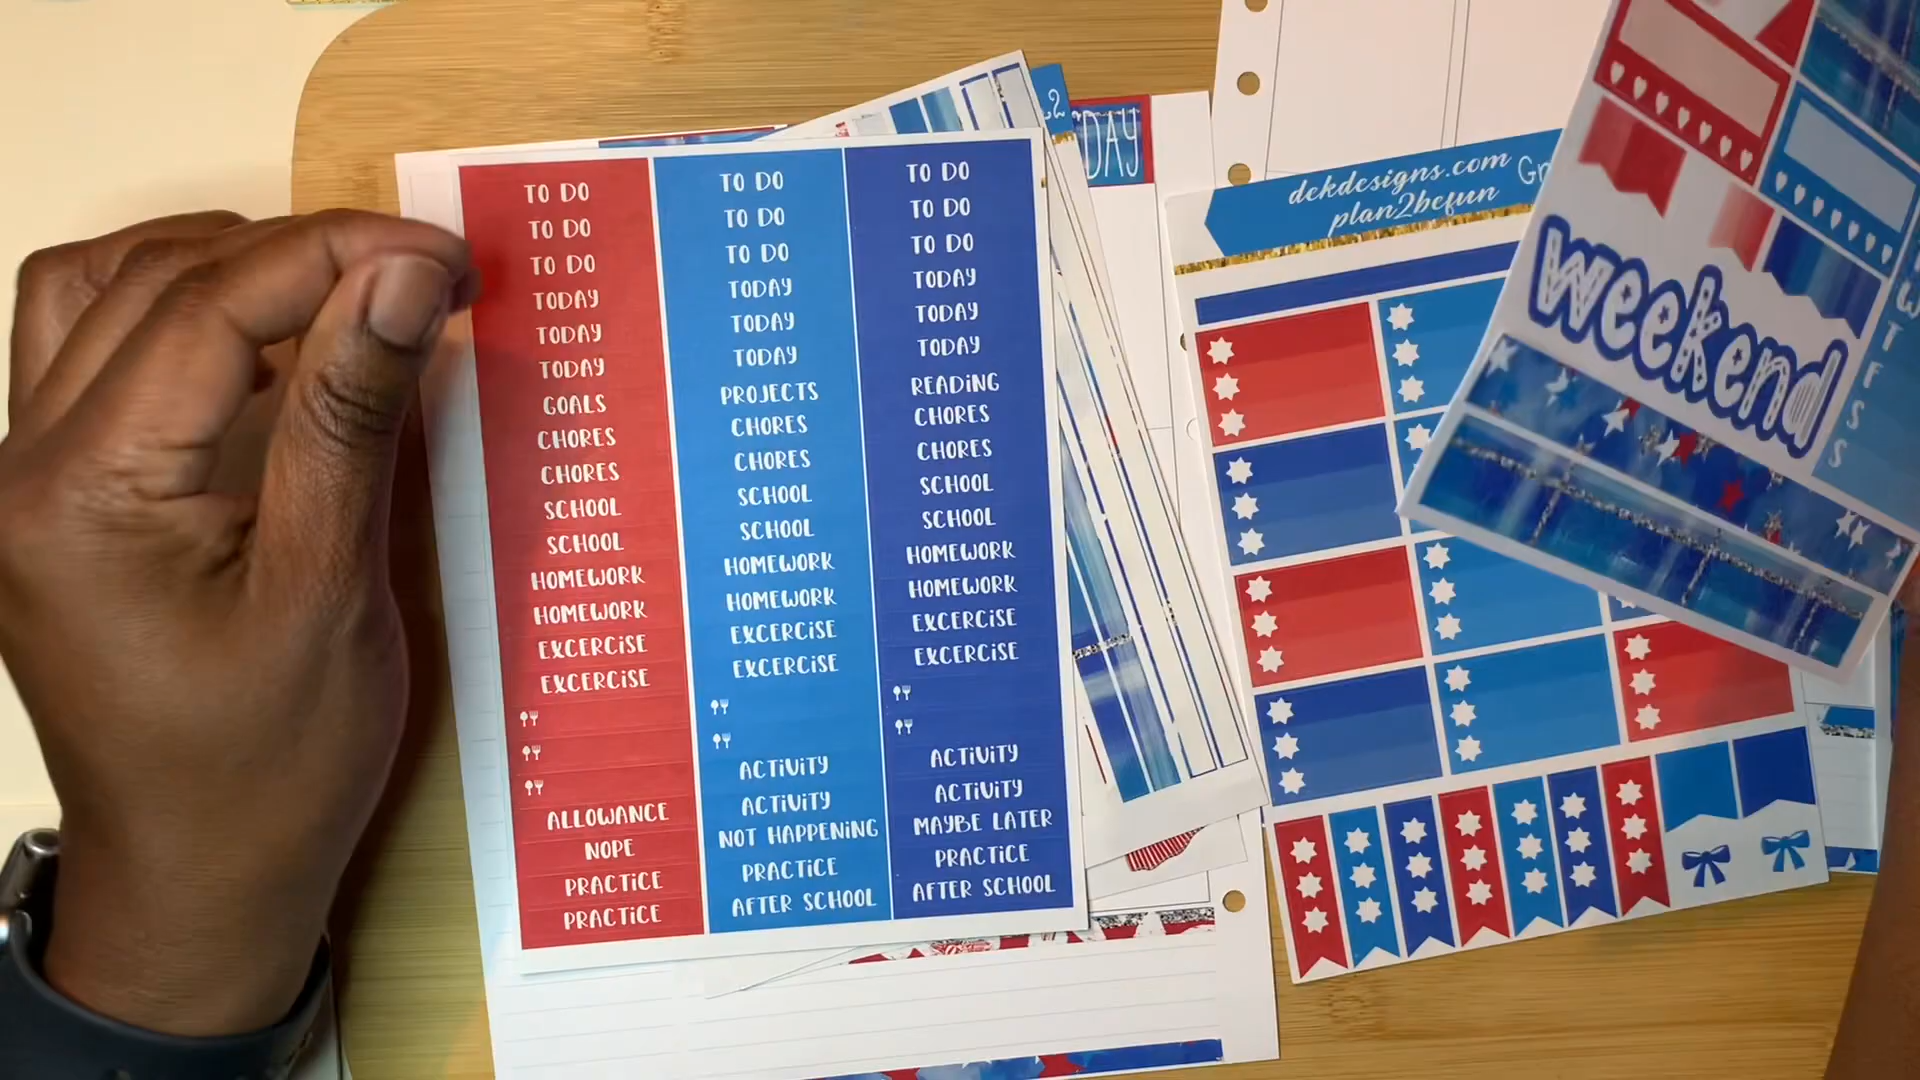 TO DO
TO DO
TO DO
TODAY
TODAY
TODAY
GOALS
CHORES
CHORES
SCHOOL
SCHOOL
HOMEWORK
HOMEWORK
EXCERCiSE
EXCERCiSE
ALLOWANCE
NOPE
PRACTiCE
PRACTiCE
TO DO
TO DO
TO DO
TODAY
TODAY
TODAY
PROJECTS
CHORES
CHORES
SCHOOL
SCHOOL
HOMEWORK
HOMEWORK
EXCERCiSE
EXCERCiSE
ACTiViTY
ACTiViTY
NOT HAPPENiNG
PRACTiCE
AFTER SCHOOL
TO DO
TO DO
TO DO
TODAY
TODAY
TODAY
READiNG
CHORES
CHORES
SCHOOL
SCHOOL
HOMEWORK
HOMEWORK
EXCERCiSE
EXCERCiSE
ACTiViTY
ACTiViTY
MAYBE LATER
PRACTiCE
AFTER SCHOOL
DAY
dekdesigns.com
plan2befun
weekend
W
T
F
S
S